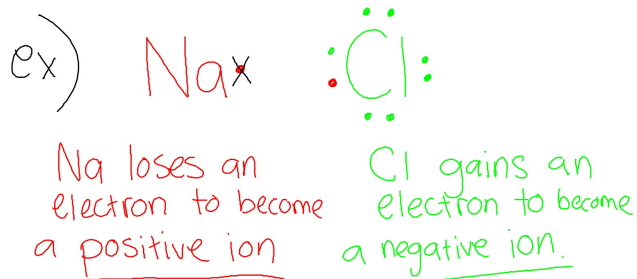 ex) Na Cl
Na loses an
electron to become
a positive ion
Cl gains an
electron to become
a negative ion.